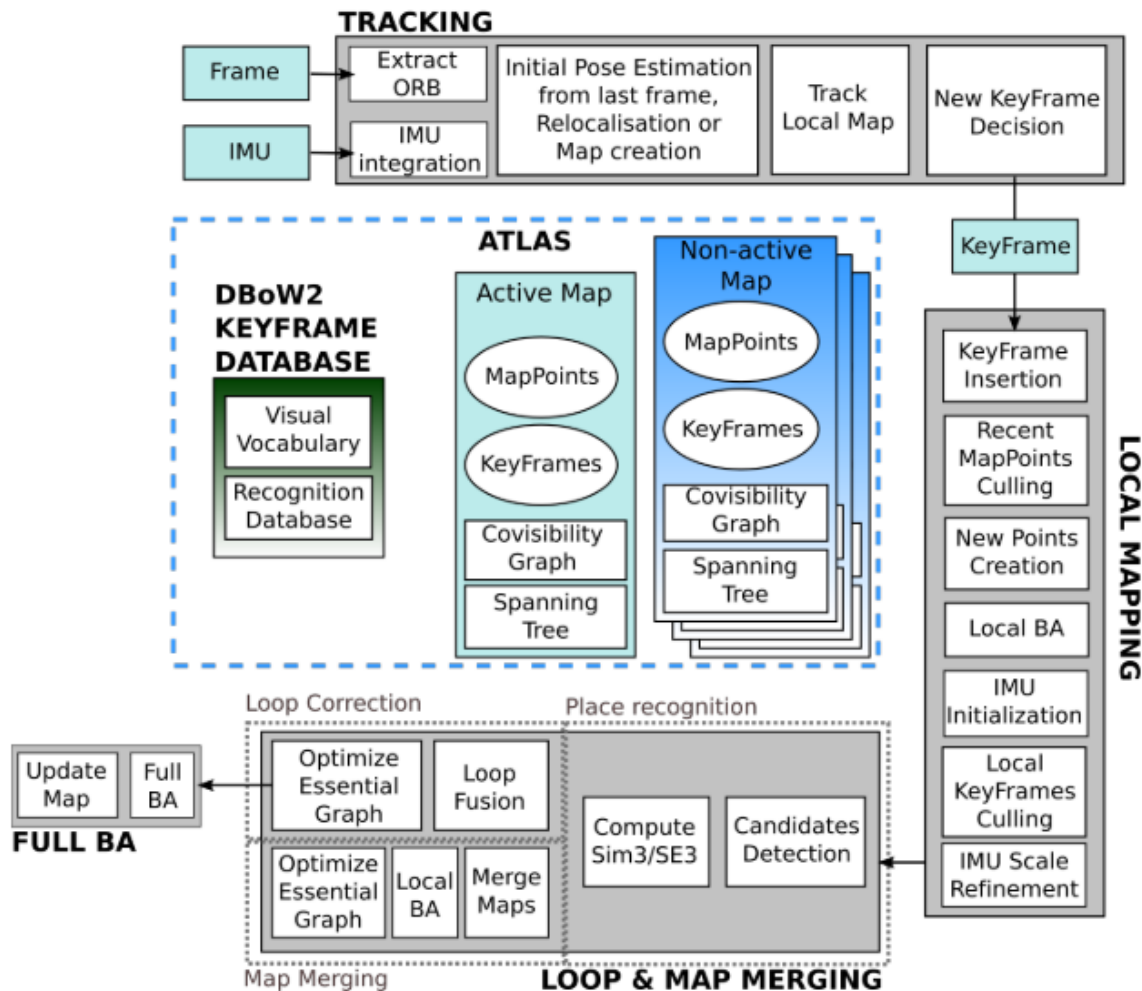 TRACKING
Frame
Extract
ORB
Initial Pose Estimation
from last frame,
Relocalisation or
Map creation
Track
Local Map
New KeyFrame
Decision
IMU
IMU
integration
KeyFrame
ATLAS
DBoW2
KEYFRAME
DATABASE
Visual
Vocabulary
Recognition
Database
Active Map
MapPoints
KeyFrames
Covisibility
Graph
Spanning
Tree
Non-active
Map
MapPoints
KeyFrames
Covisibility
Graph
Spanning
Tree
LOCAL MAPPING
KeyFrame
Insertion
Recent
MapPoints
Culling
New Points
Creation
Local BA
IMU
Initialization
Local
KeyFrames
Culling
IMU Scale
Refinement
Loop Correction
Place recognition
Update
Map
Full
BA
FULL BA
Optimize
Essential
Graph
Loop
Fusion
Compute
Sim3/SE3
Candidates
Detection
Optimize
Essential
Graph
Local
BA
Merge
Maps
Map Merging
LOOP & MAP MERGING